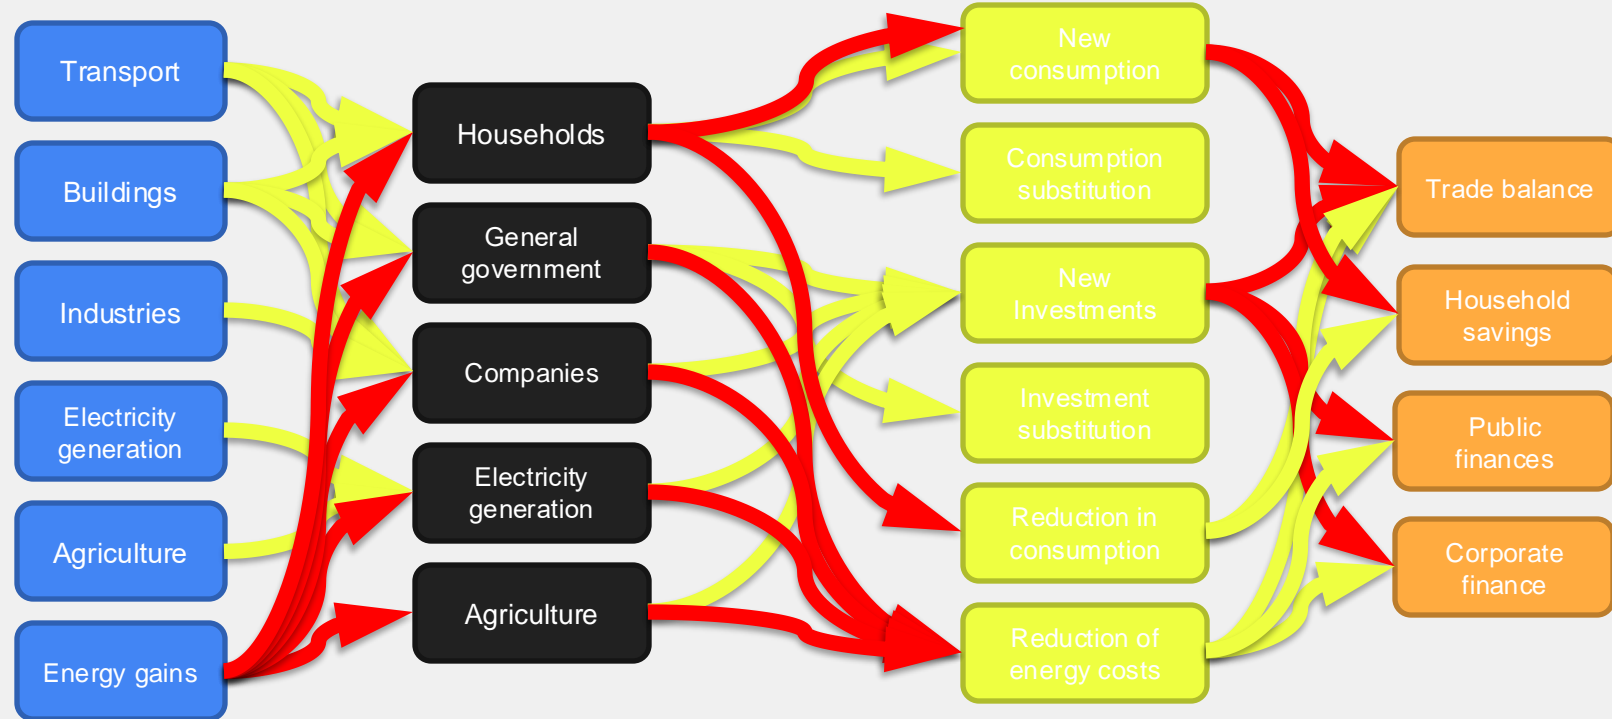 Transport
Buildings
Industries
Electricity
generation
Agriculture
Energy gains
Households
General
government
Companies
Electricity
generation
Agriculture
New
consumption
Consumption
substitution
New
Investments
Investment
substitution
Reduction in
consumption
Reduction of
energy costs
Trade balance
Household
savings
Public
finances
Corporate
finance